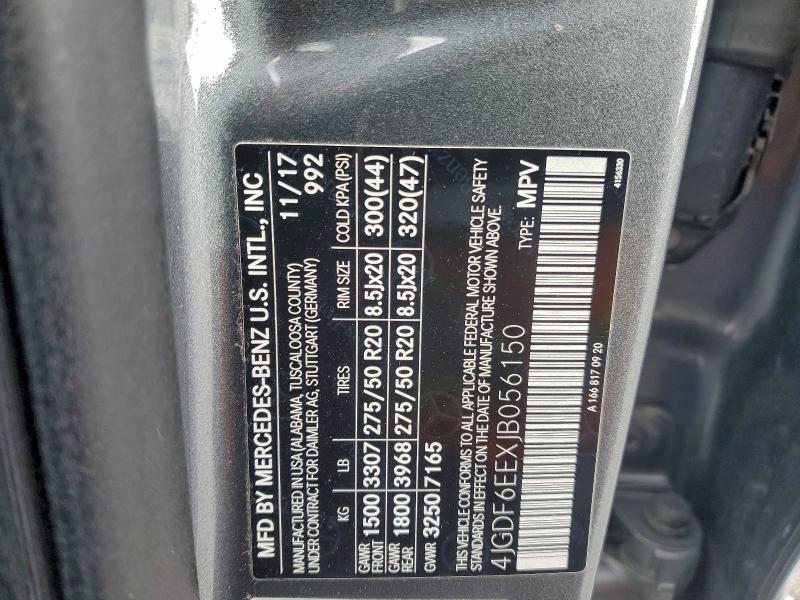 MFD BY MERCEDES-BENZ U.S. INTL., INC
MANUFACTURED IN USA (ALABAMA, TUSCALOOSA COUNTY) 11/17
UNDER CONTRACT FOR DAIMLER AG, STUTTGART (GERMANY) 992
KG LB TIRES RIM SIZE COLD KPA (PSI)
GAWR FRONT 1500 3307 275/50 R20 8.5Jx20 300(44)
GAWR REAR 1800 3968 275/50 R20 8.5Jx20 320(47)
GVWR 3250 7165
THIS VEHICLE CONFORMS TO ALL APPLICABLE FEDERAL MOTOR VEHICLE SAFETY
STANDARDS IN EFFECT ON THE DATE OF MANUFACTURE SHOWN ABOVE.
4JGDF6EEXJB056150 TYPE: MPV
A 166 817 09 20 4156330